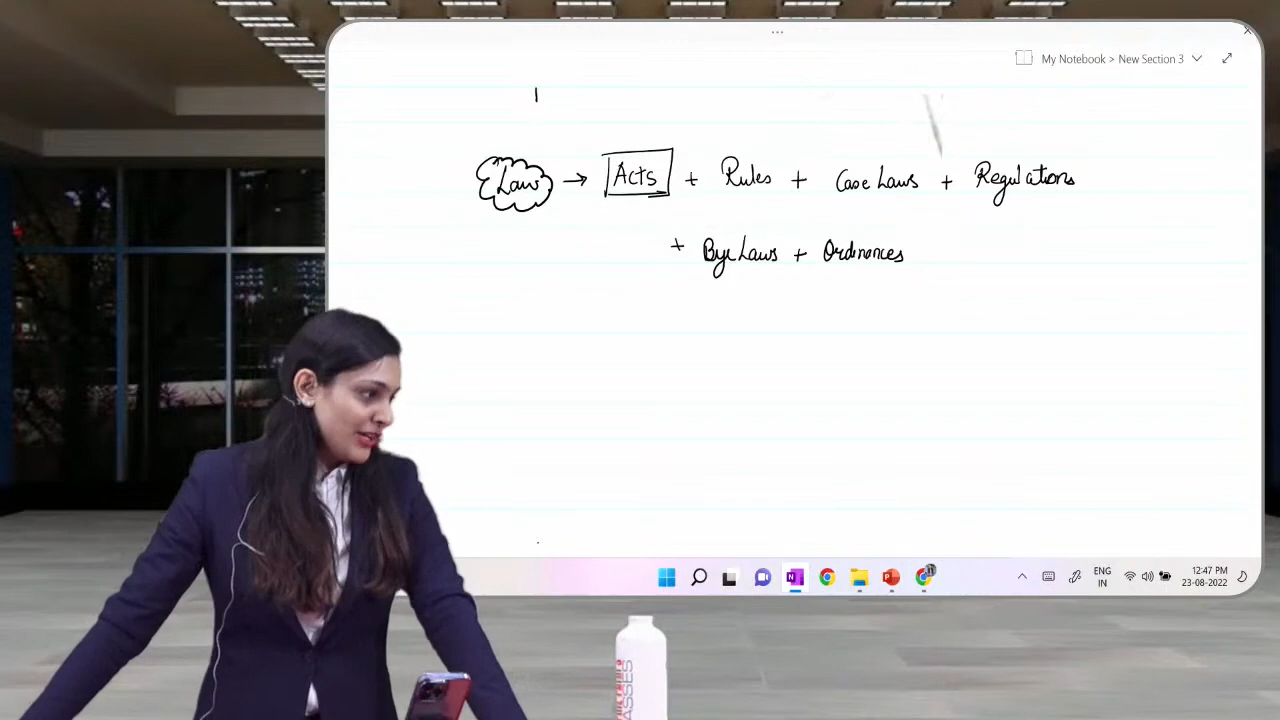 My Notebook > New Section 3
Law → Acts + Rules + Case Laws + Regulations
+ Bye Laws + Ordinances
ENG
IN
12:47 PM
23-08-2022
ASSES